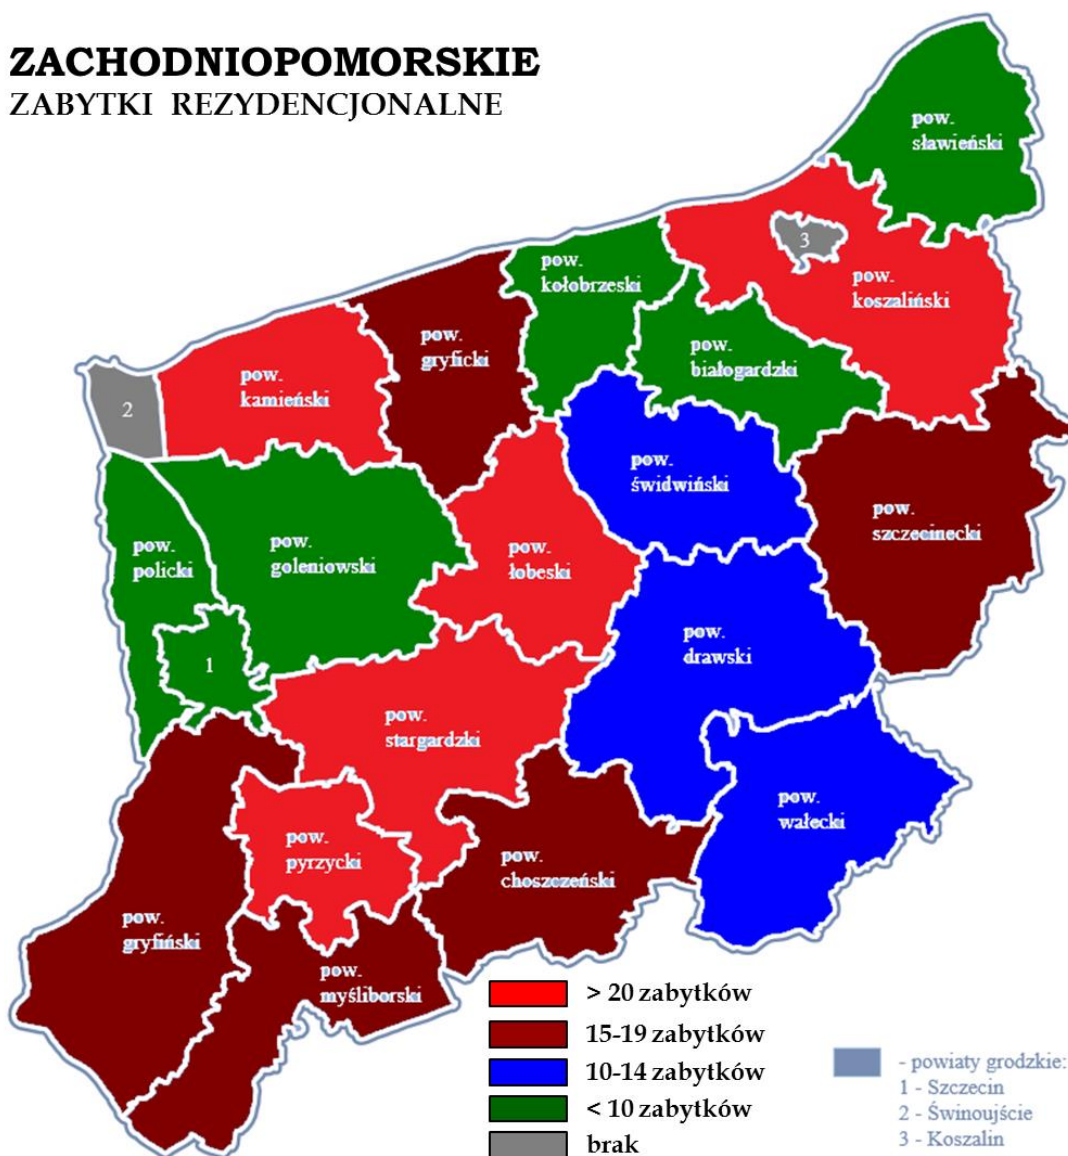 ZACHODNIOPOMORSKIE
ZABYTKI REZYDENCJONALNE
pow.
sławieński
3
pow.
koszaliński
pow.
kołobrzeski
pow.
białogardzki
pow.
gryficki
pow.
kamieński
2
pow.
świdwiński
pow.
szczecinecki
pow.
policki
pow.
goleniowski
pow.
łobeski
1
pow.
drawski
pow.
stargardzki
pow.
wałecki
pow.
pyrzycki
pow.
choszczeński
pow.
gryfiński
pow.
myśliborski
> 20 zabytków
15-19 zabytków
10-14 zabytków
< 10 zabytków
brak
- powiaty grodzkie:
1 - Szczecin
2 - Świnoujście
3 - Koszalin